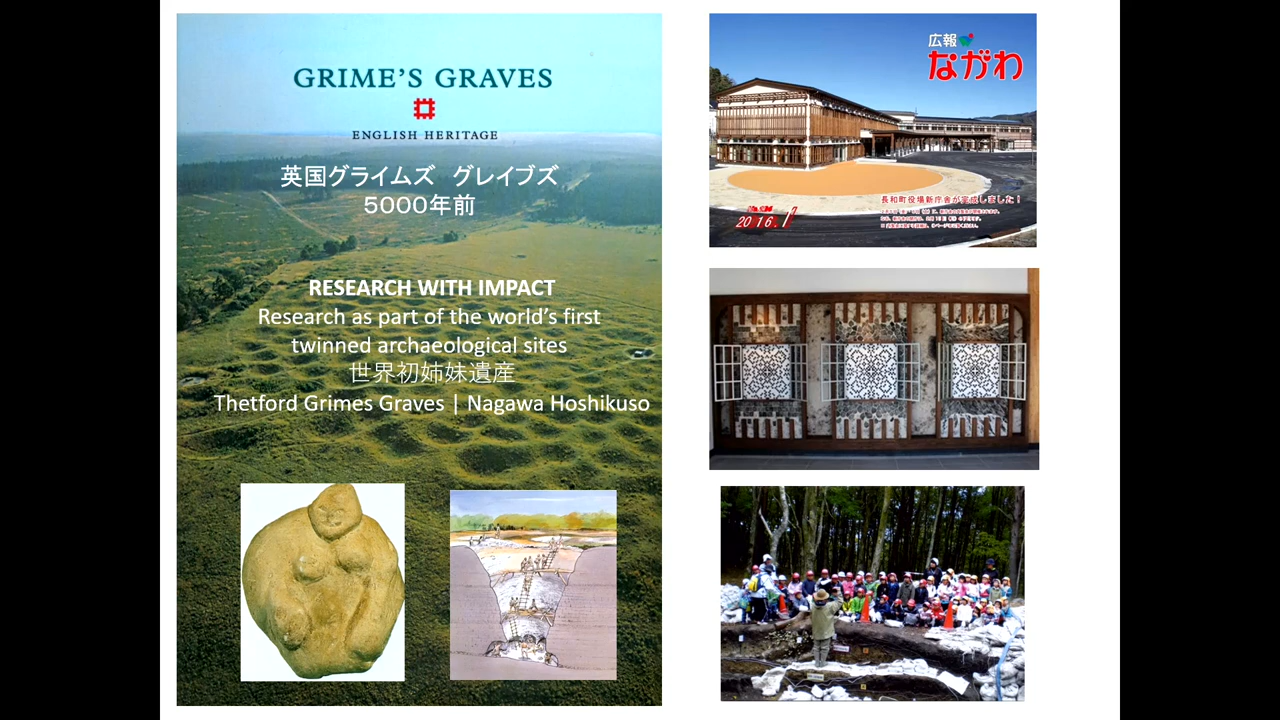 GRIME'S GRAVES
ENGLISH HERITAGE
英国グライムズ グレイブズ
5000年前
RESEARCH WITH IMPACT
Research as part of the world's first
twinned archaeological sites
世界初姉妹遺産
Thetford Grimes Graves | Nagawa Hoshikuso
広報
ながわ
長和町役場新庁舎が完成しました!
2016.1